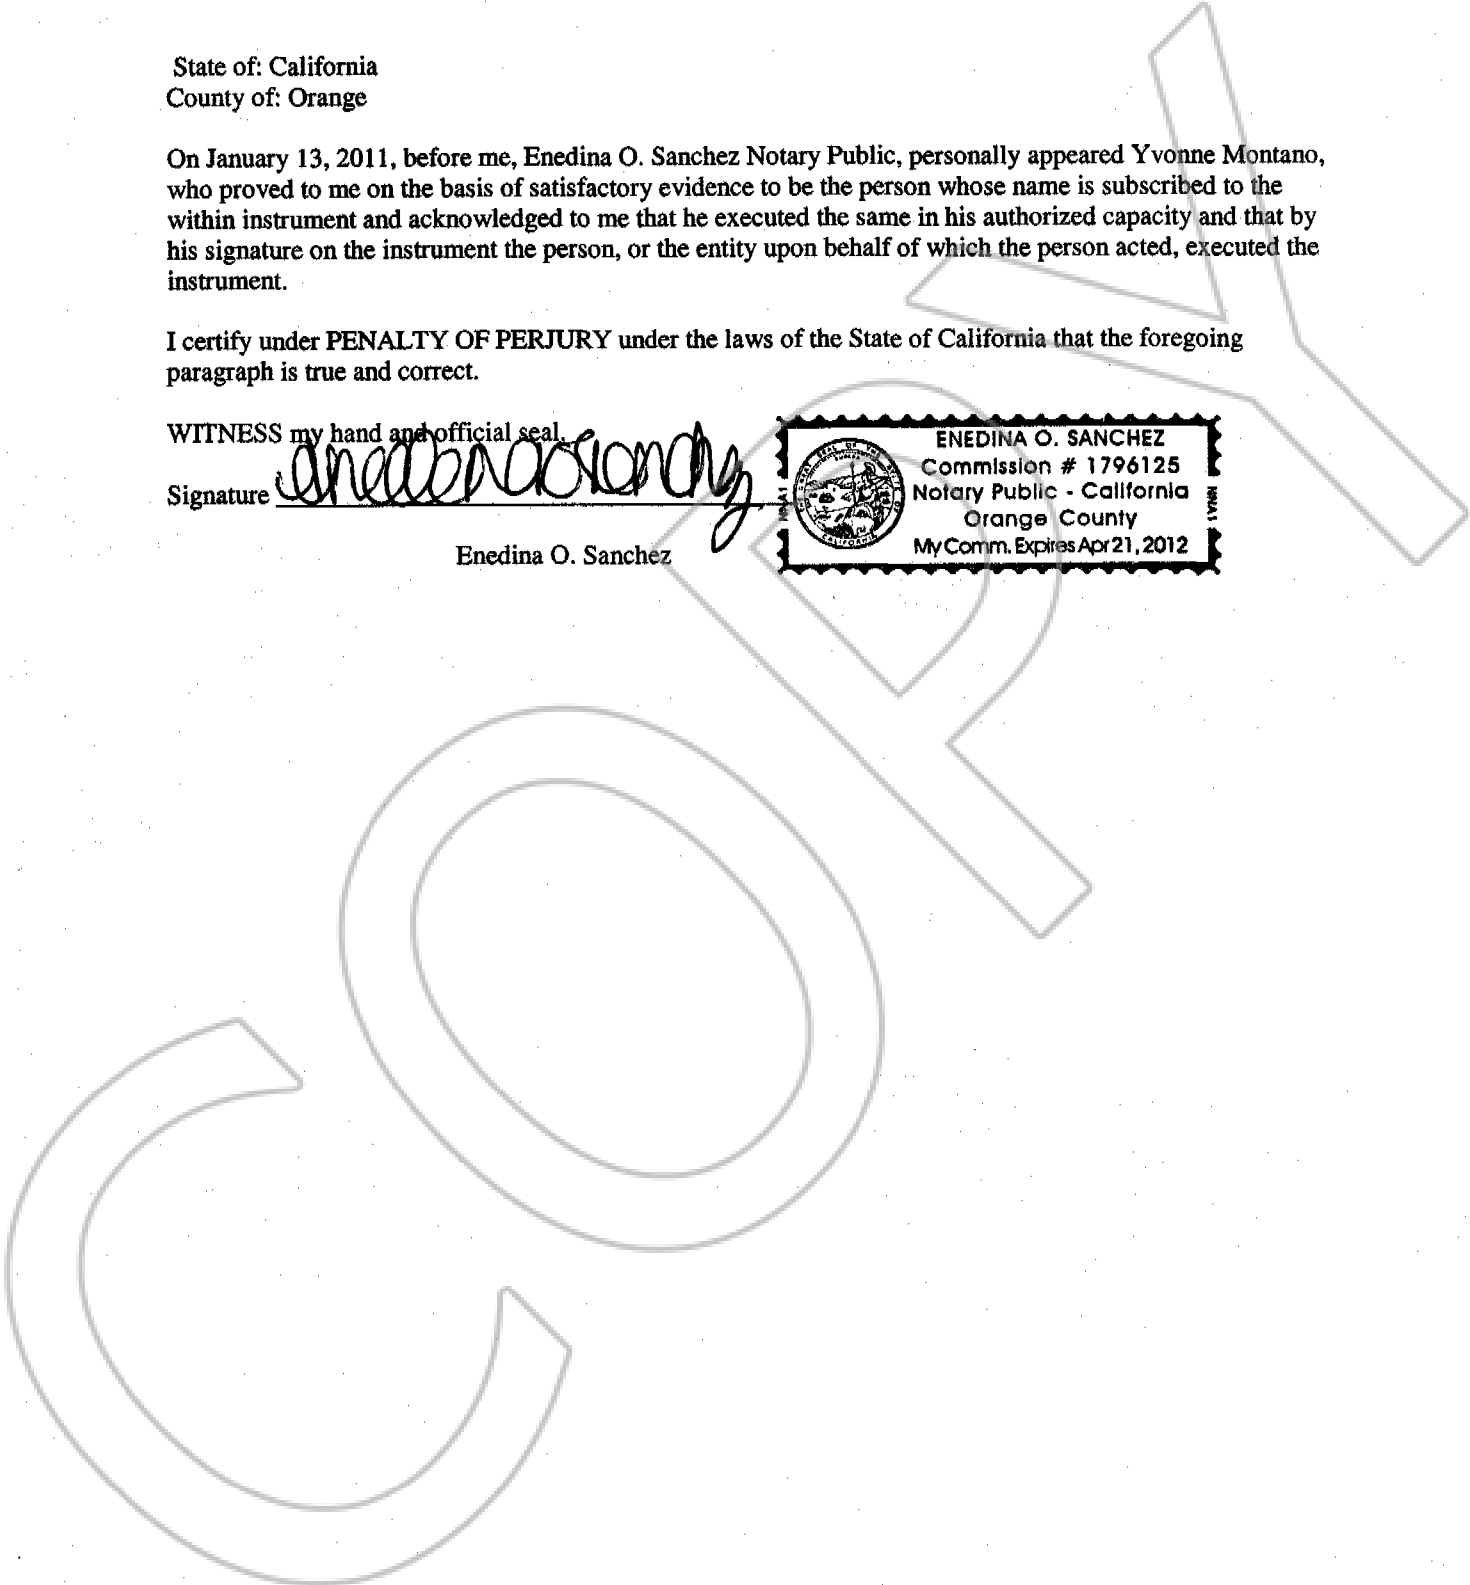 State of: California
County of: Orange
On January 13, 2011, before me, Enedina O. Sanchez Notary Public, personally appeared Yvonne Montano,
who proved to me on the basis of satisfactory evidence to be the person whose name is subscribed to the
within instrument and acknowledged to me that he executed the same in his authorized capacity and that by
his signature on the instrument the person, or the entity upon behalf of which the person acted, executed the
instrument.
I certify under PENALTY OF PERJURY under the laws of the State of California that the foregoing
paragraph is true and correct.
WITNESS my hand and official seal.
Signature
Enedina O. Sanchez
ENEDINA O. SANCHEZ
Commission # 1796125
Notary Public - California
Orange County
My Comm. Expires Apr 21, 2012
NNA1
NNA1
COPY